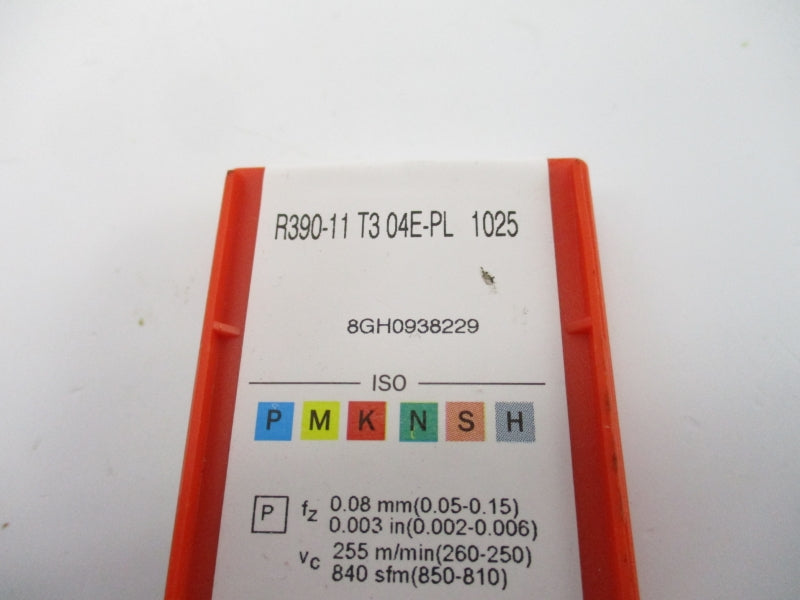 R390-11 T3 04E-PL 1025
8GH0938229
ISO
P M K N S H
P fz 0.08 mm(0.05-0.15)
0.003 in(0.002-0.006)
vc 255 m/min(260-250)
840 sfm(850-810)